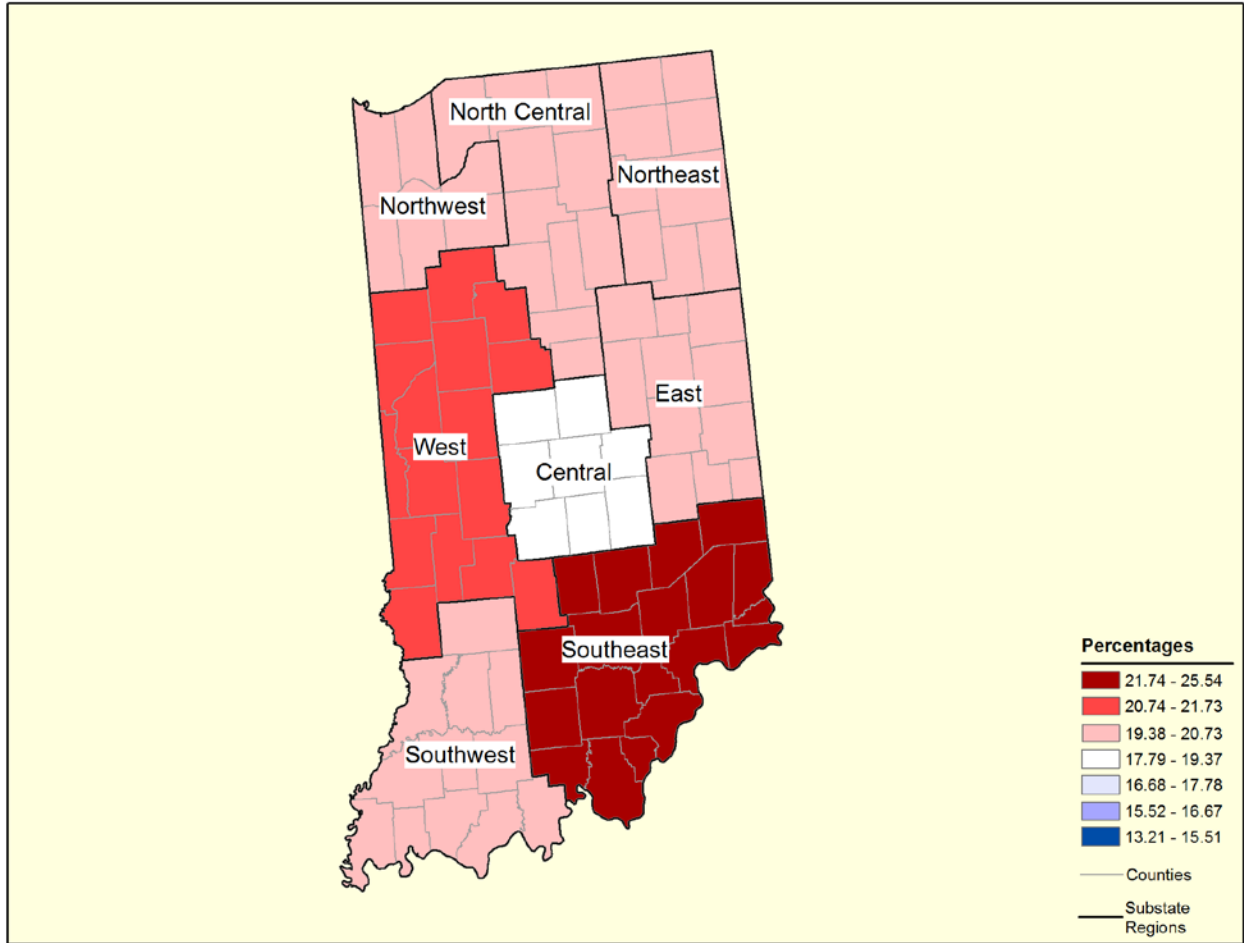 North Central
Northeast
Northwest
East
West
Central
Southeast
Southwest
Percentages
21.74 - 25.54
20.74 - 21.73
19.38 - 20.73
17.79 - 19.37
16.68 - 17.78
15.52 - 16.67
13.21 - 15.51
Counties
Substate
Regions